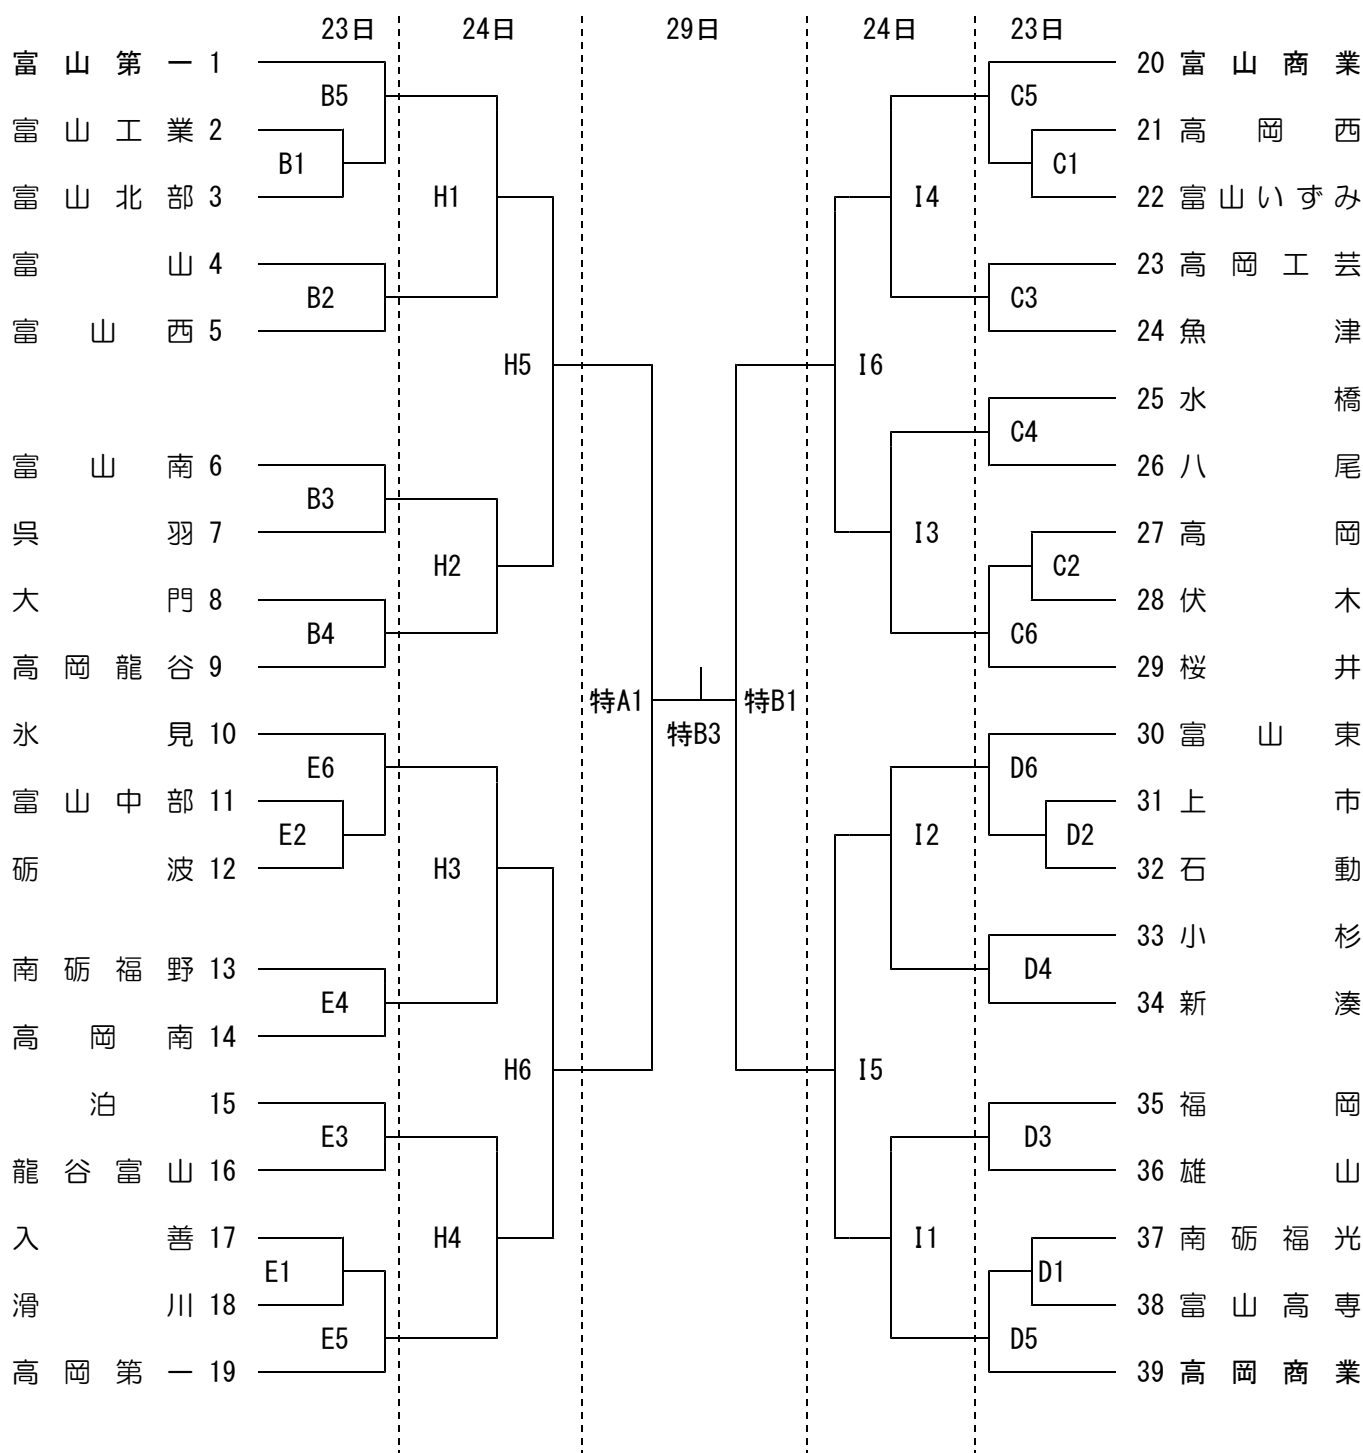 23日 24日 29日 24日 23日
富山第一 1
20 富山商業
B5
C5
富山工業 2
21 高岡西
B1
C1
富山北部 3
H1
I4
22 富山いずみ
富山 4
23 高岡工芸
B2
C3
富山西 5
24 魚津
H5
I6
25 水橋
C4
富山南 6
26 八尾
B3
呉羽 7
I3
27 高岡
H2
C2
大門 8
28 伏木
B4
C6
高岡龍谷 9
29 桜井
特A1
特B1
特B3
氷見 10
30 富山東
E6
D6
富山中部 11
31 上市
E2
I2
D2
砺波 12
H3
32 石動
33 小杉
南砺福野 13
D4
E4
34 新湊
高岡南 14
H6
I5
泊 15
35 福岡
E3
D3
龍谷富山 16
36 雄山
入善 17
H4
I1
37 南砺福光
E1
D1
滑川 18
38 富山高専
E5
D5
高岡第一 19
39 高岡商業